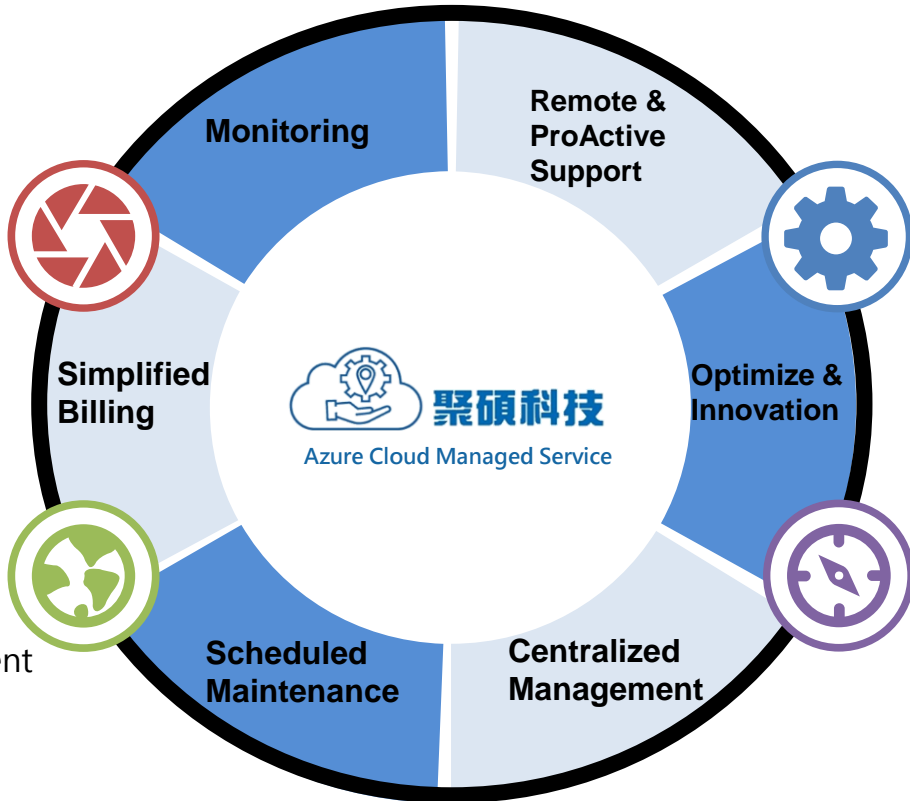 Monitoring
Remote &
ProActive
Support
Simplified
Billing
Optimize &
Innovation
聚碩科技
Azure Cloud Managed Service
Scheduled
Maintenance
Centralized
Management